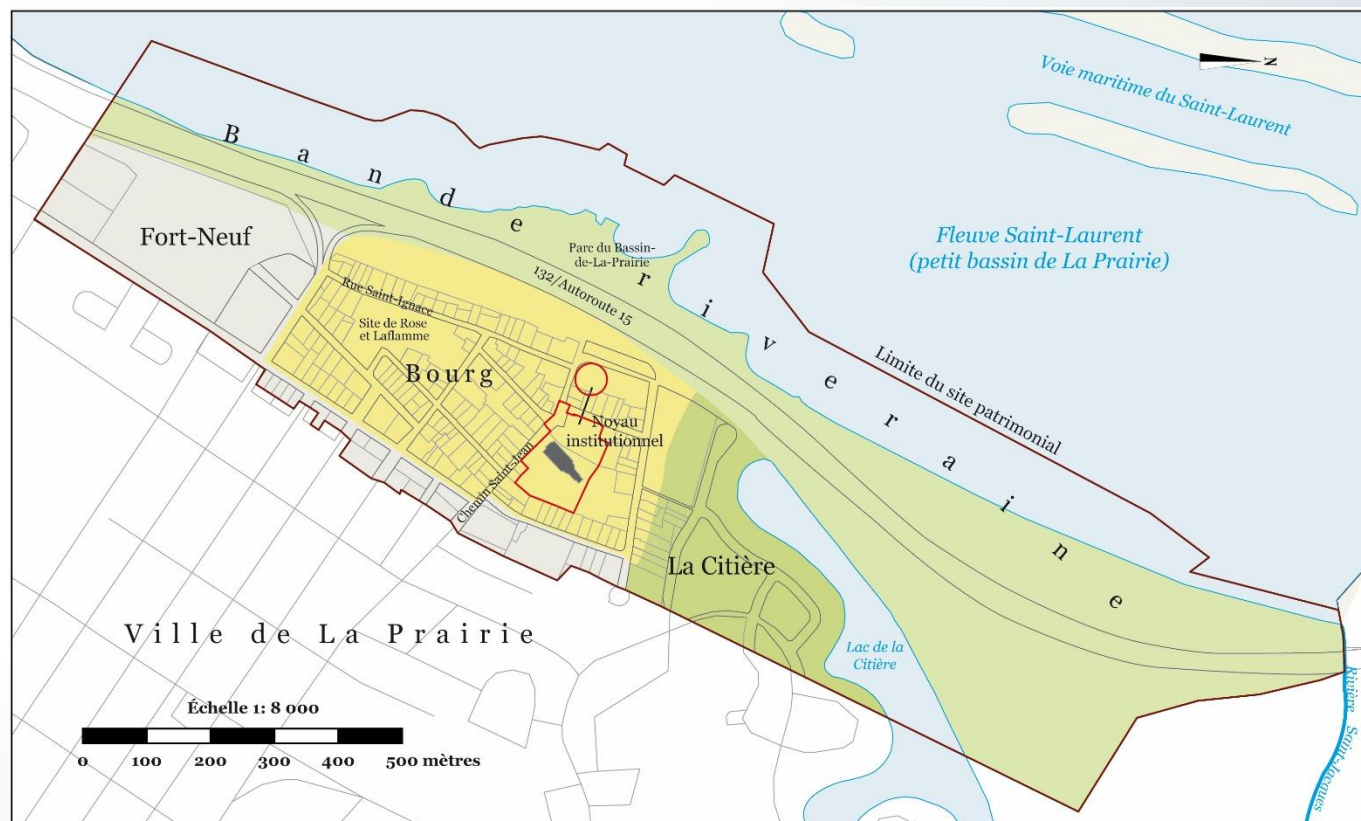 N
Voie maritime du Saint-Laurent
Bande riveraine
Fort-Neuf
Fleuve Saint-Laurent
(petit bassin de La Prairie)
Parc du Bassin-
de-La-Prairie
132/Autoroute 15
Rue Saint-Ignace
Site de Rose
et Laflamme
Limite du site patrimonial
Bourg
Noyau
institutionnel
Chemin Saint-Jean
La Citière
Ville de La Prairie
Lac de la
Citière
Rivière Saint-Jacques
Échelle 1: 8 000
0 100 200 300 400 500 mètres